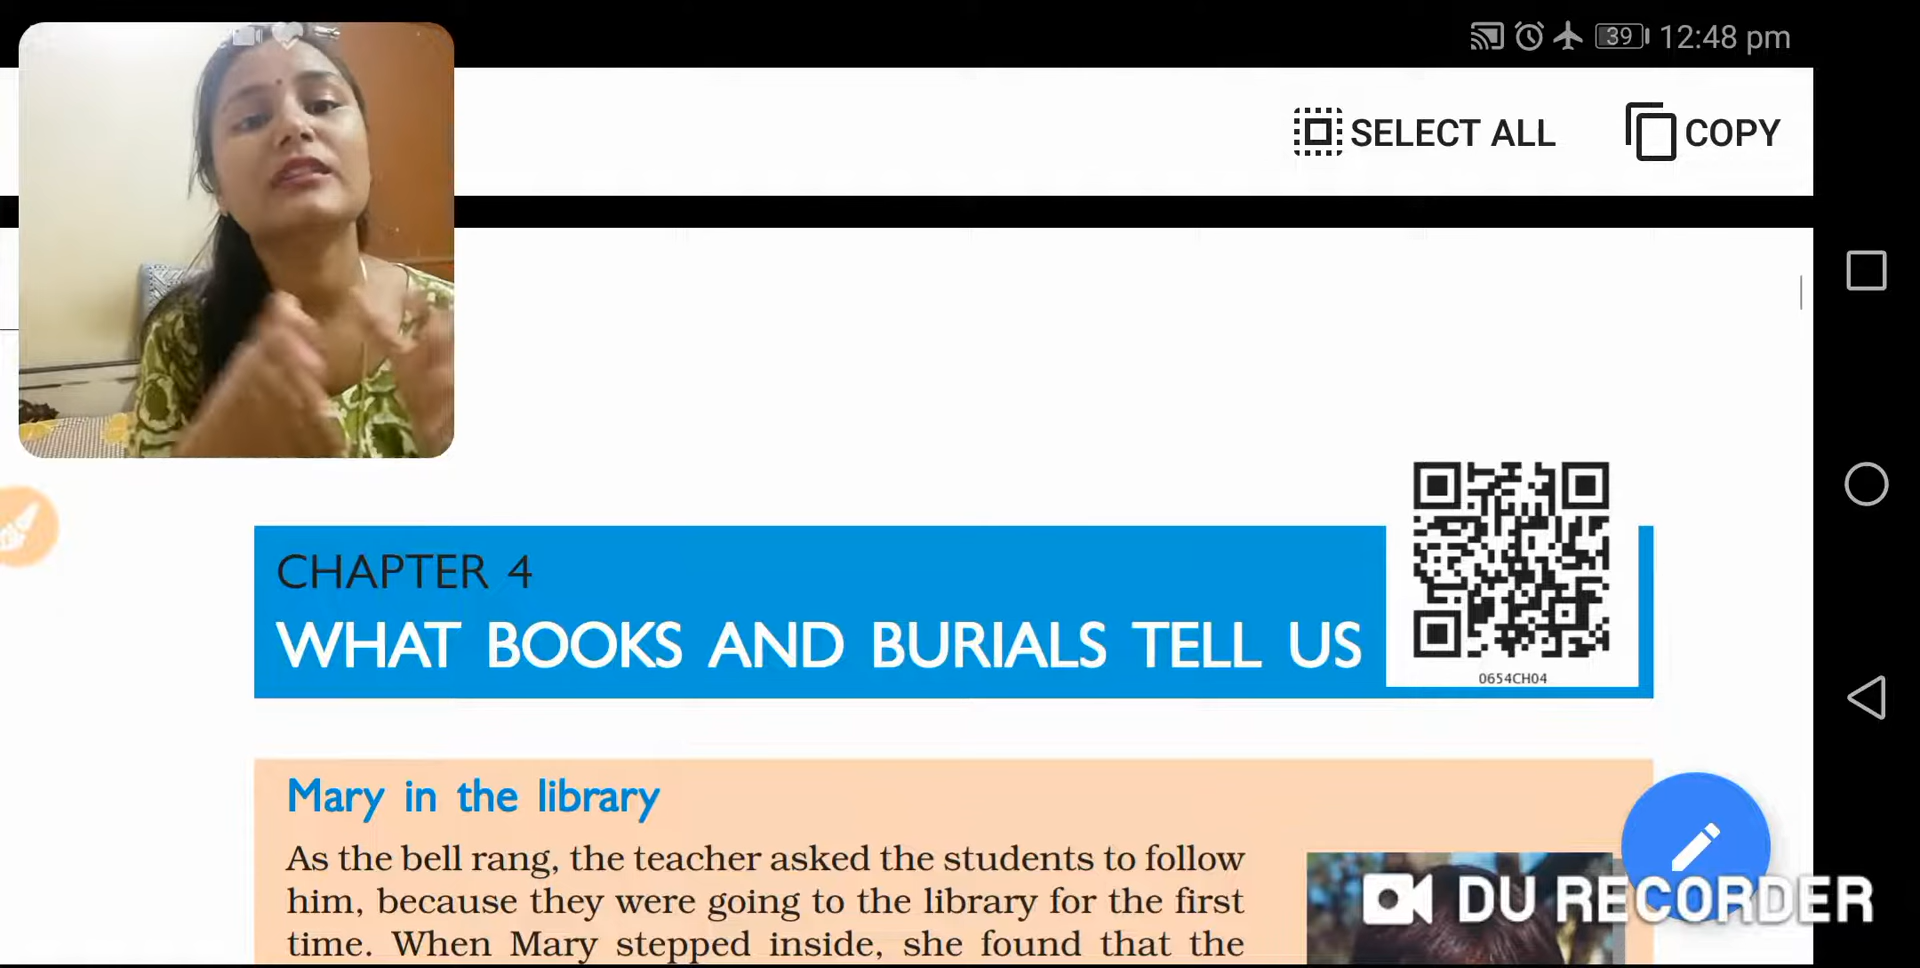 39 12:48 pm
SELECT ALL COPY
CHAPTER 4
WHAT BOOKS AND BURIALS TELL US
0654CH04
Mary in the library
As the bell rang, the teacher asked the students to follow
him, because they were going to the library for the first
time. When Mary stepped inside, she found that the
DU RECORDER